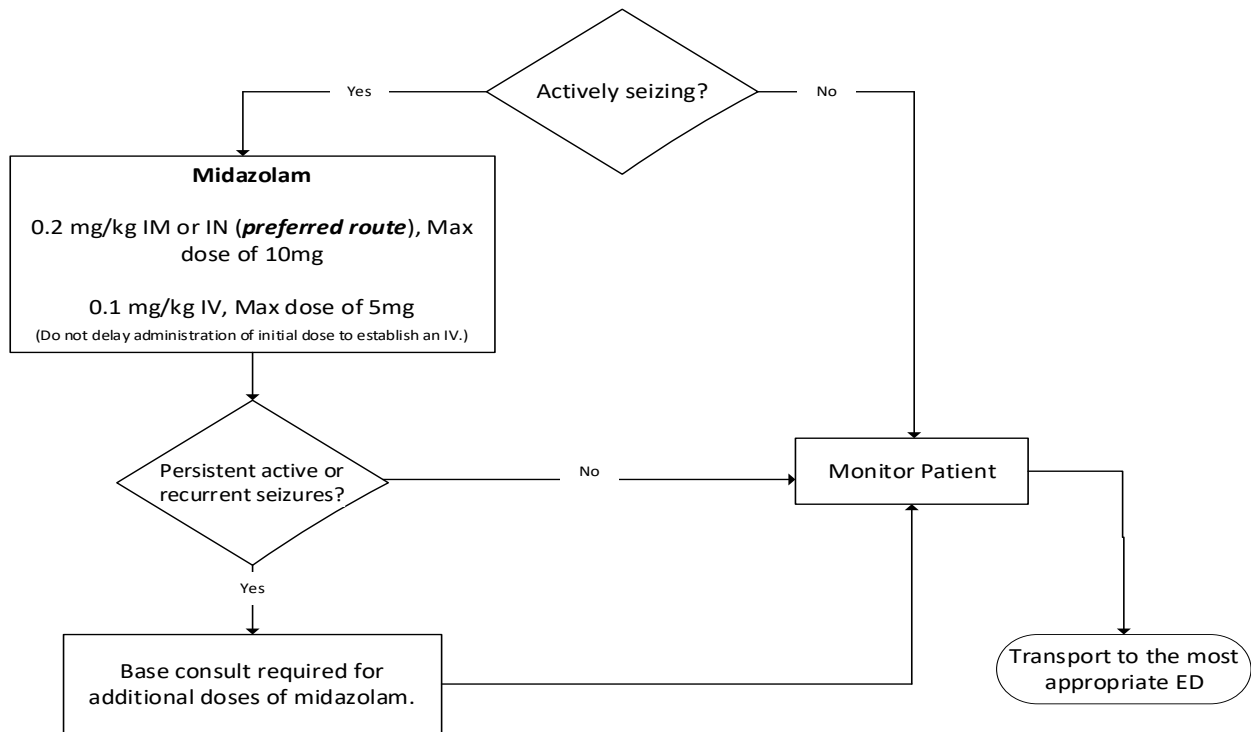 Actively seizing?
Yes
No
Midazolam
0.2 mg/kg IM or IN (preferred route), Max
dose of 10mg
0.1 mg/kg IV, Max dose of 5mg
(Do not delay administration of initial dose to establish an IV.)
Persistent active or
recurrent seizures?
No
Monitor Patient
Yes
Base consult required for
additional doses of midazolam.
Transport to the most
appropriate ED